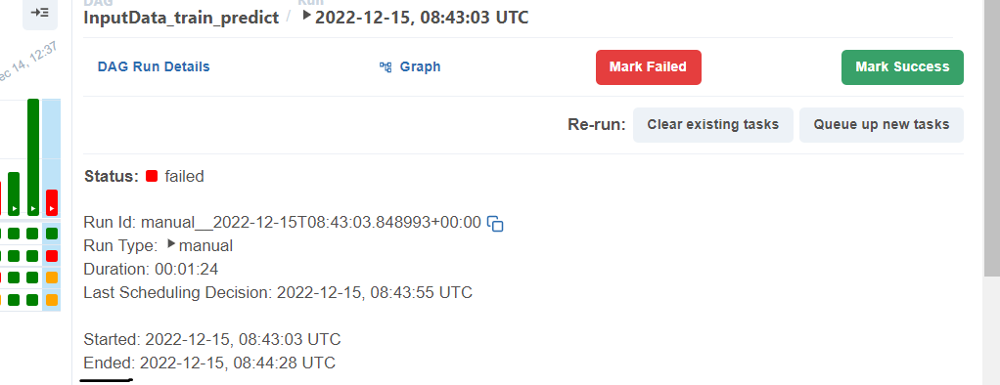 DAG
Run
InputData_train_predict / 2022-12-15, 08:43:03 UTC
14, 12:37
DAG Run Details
Graph
Mark Failed
Mark Success
Re-run:
Clear existing tasks
Queue up new tasks
Status: failed
Run Id: manual__2022-12-15T08:43:03.848993+00:00
Run Type: manual
Duration: 00:01:24
Last Scheduling Decision: 2022-12-15, 08:43:55 UTC
Started: 2022-12-15, 08:43:03 UTC
Ended: 2022-12-15, 08:44:28 UTC